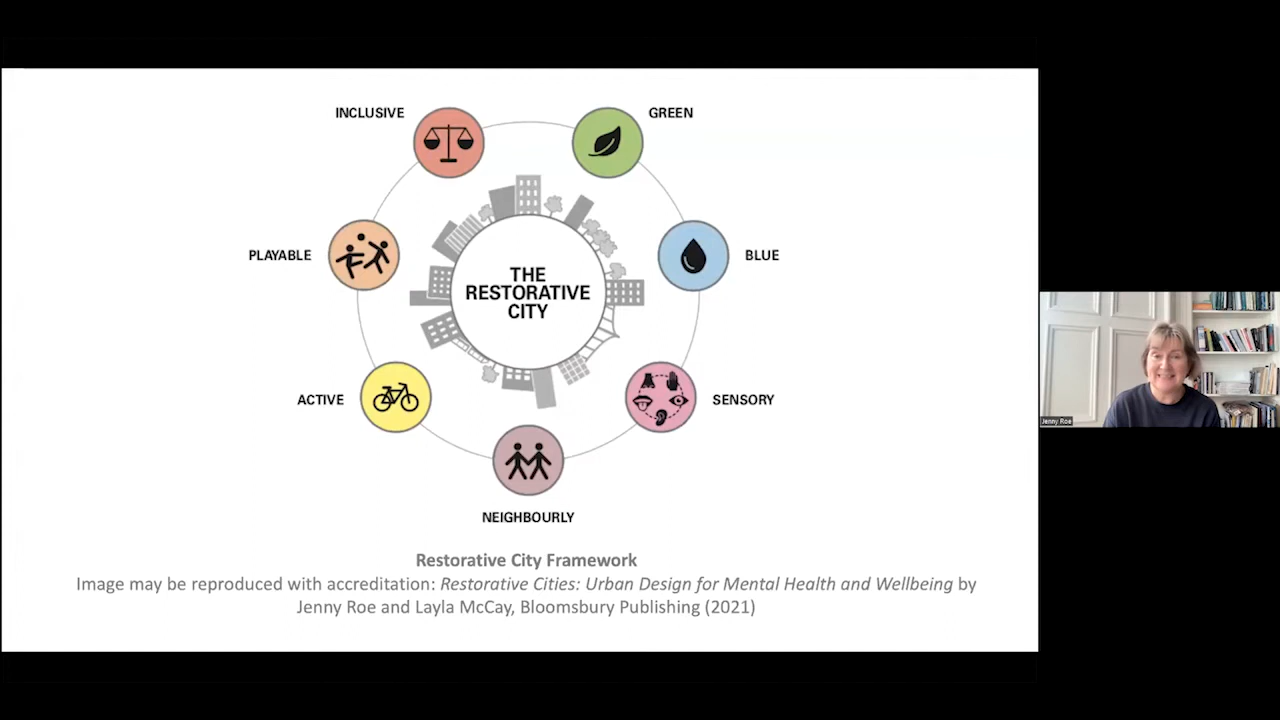 INCLUSIVE
GREEN
PLAYABLE
BLUE
THE
RESTORATIVE
CITY
ACTIVE
SENSORY
NEIGHBOURLY
Restorative City Framework
Image may be reproduced with accreditation: Restorative Cities: Urban Design for Mental Health and Wellbeing by
Jenny Roe and Layla McCay, Bloomsbury Publishing (2021)
Jenny Roe